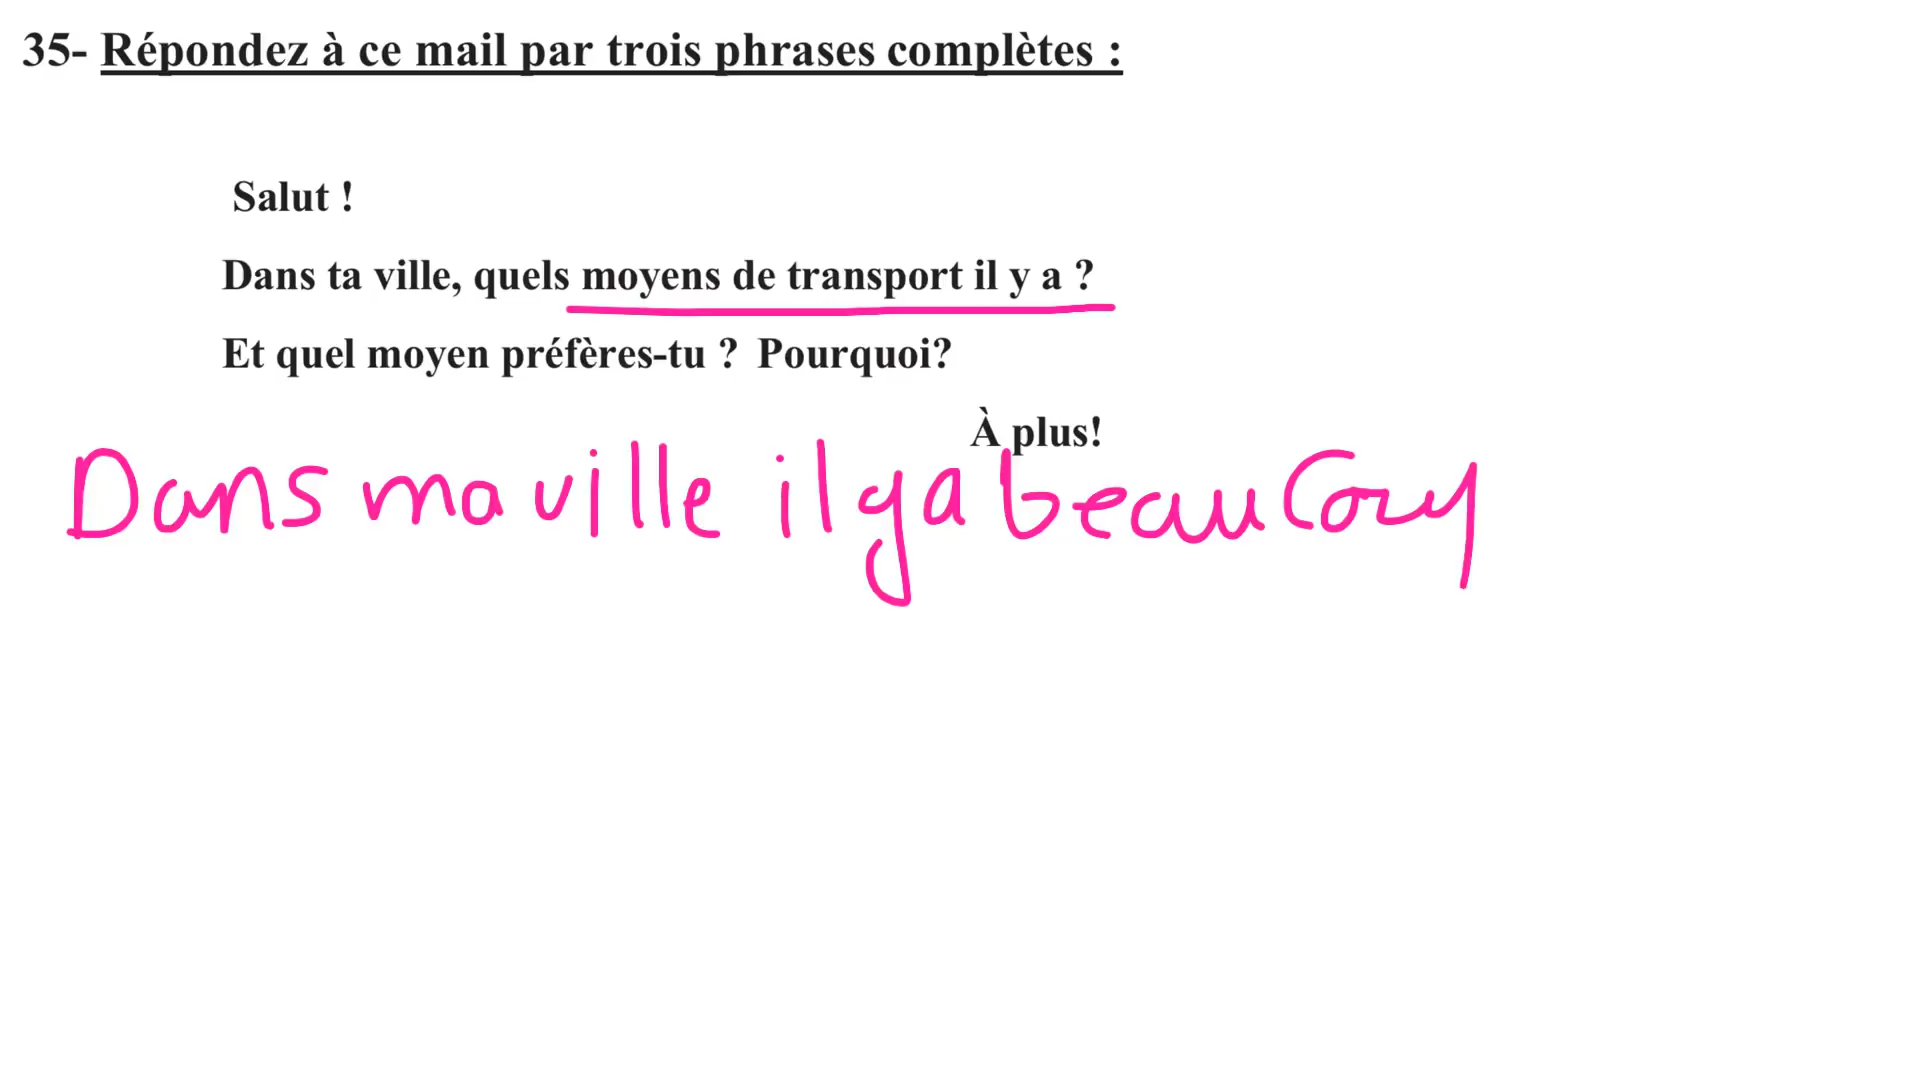 35- Répondez à ce mail par trois phrases complètes :
Salut !
Dans ta ville, quels moyens de transport il y a ?
Et quel moyen préfères-tu ? Pourquoi?
À plus!
Dans ma ville il y a beaucoup